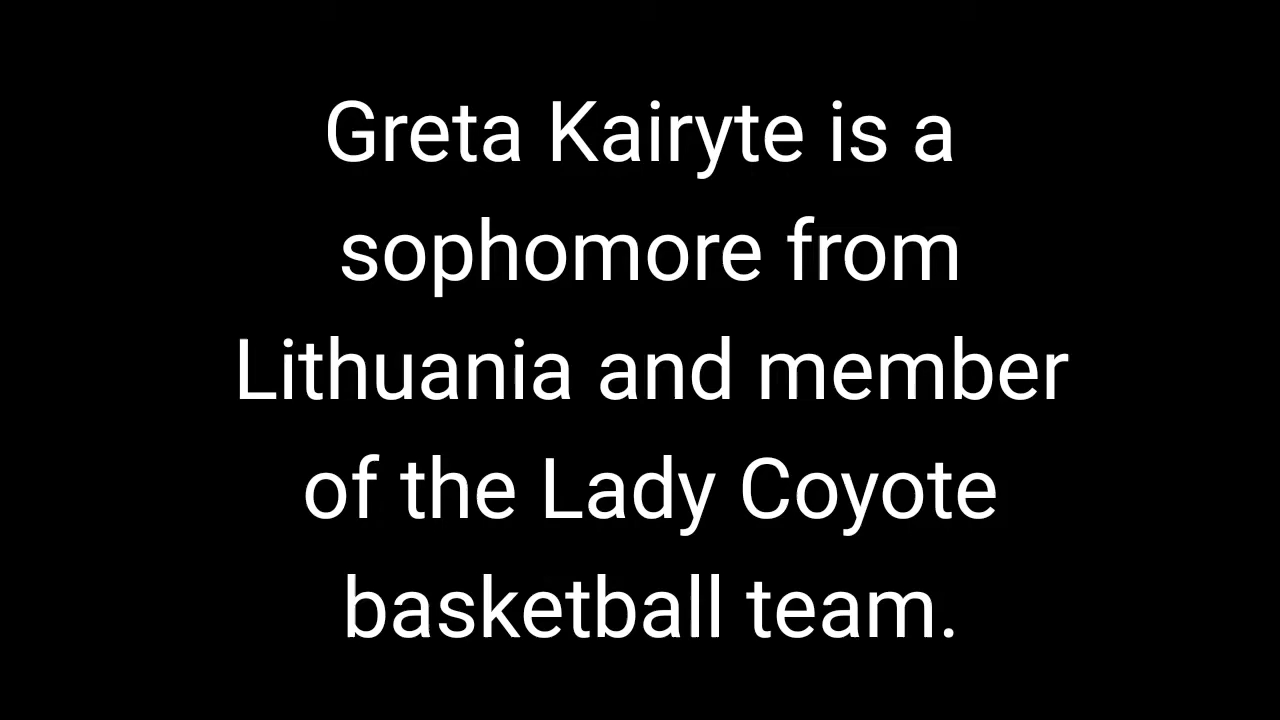 Greta Kairyte is a
sophomore from
Lithuania and member
of the Lady Coyote
basketball team.